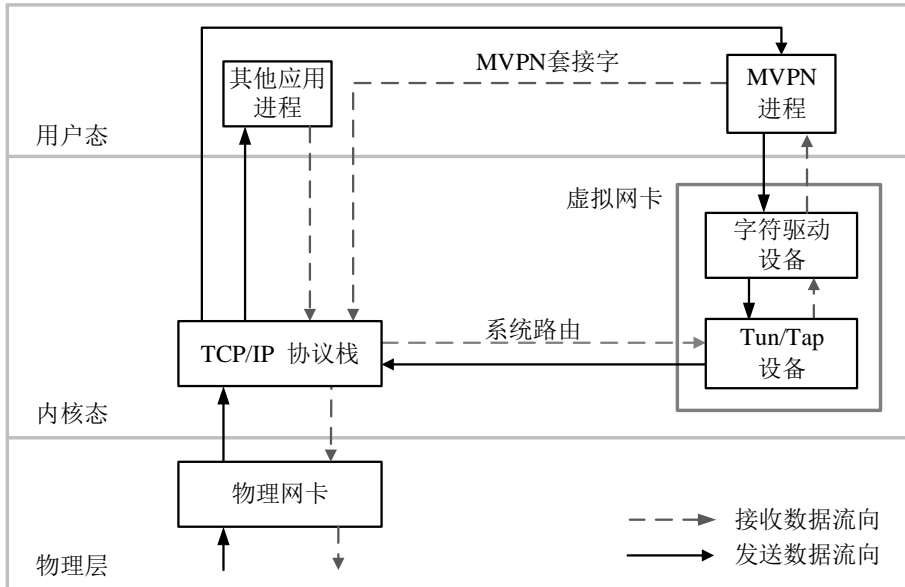 MVPN套接字
其他应用
进程
MVPN
进程
用户态
虚拟网卡
字符驱动
设备
系统路由
TCP/IP 协议栈
Tun/Tap
设备
内核态
物理网卡
接收数据流向
发送数据流向
物理层